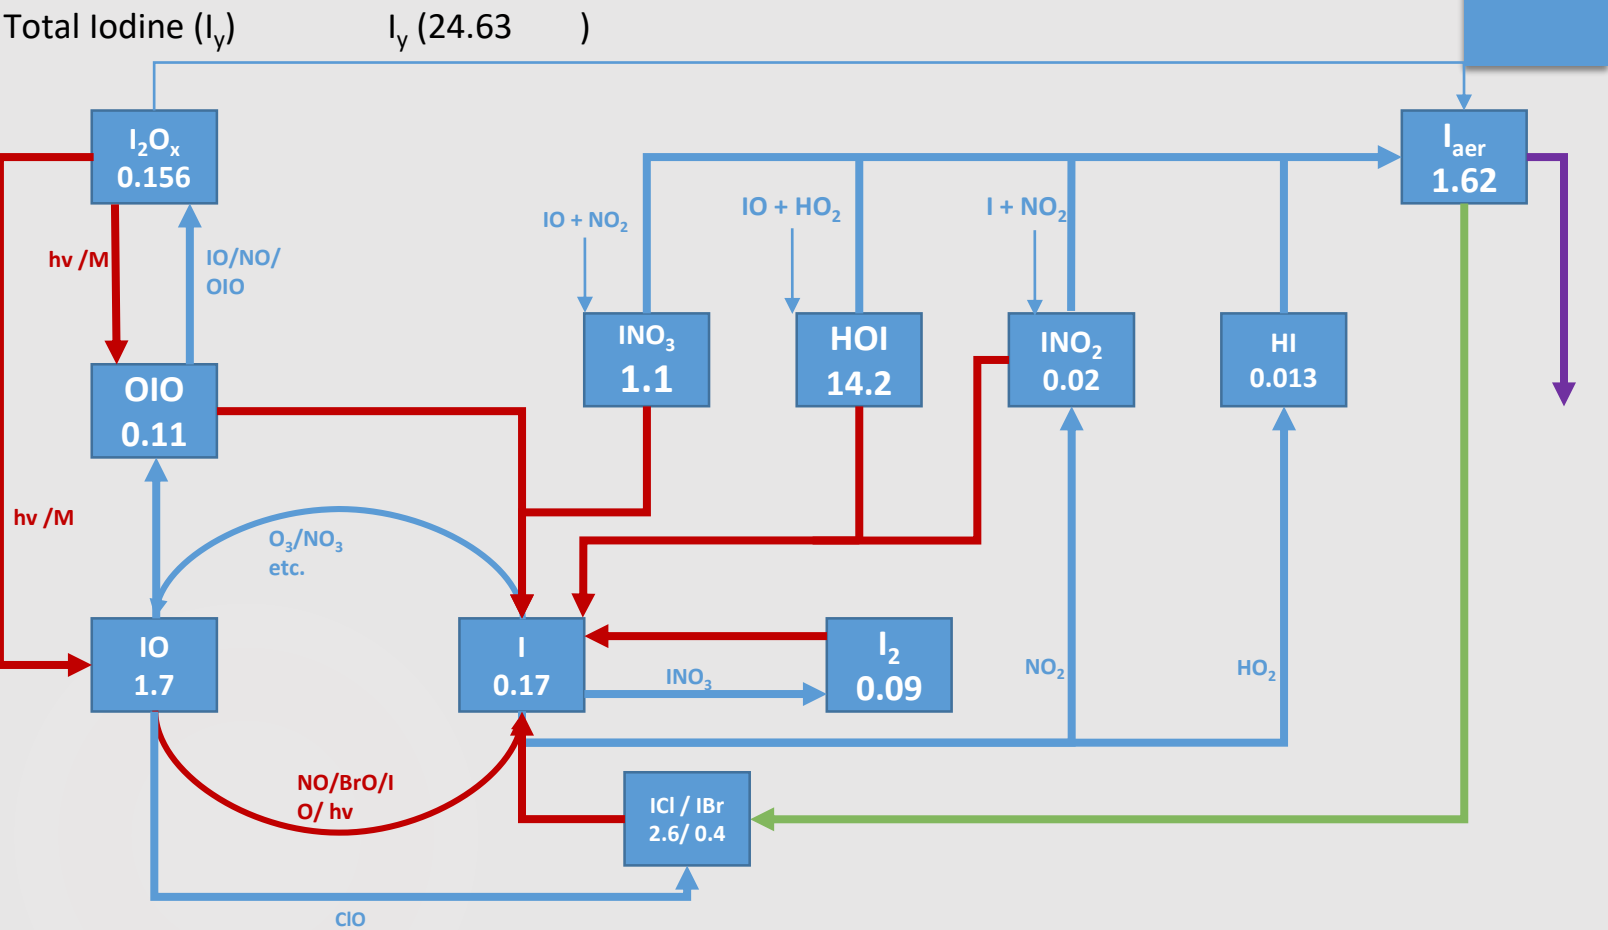 Total Iodine (Iy) Iy (24.63 )
I2Ox
0.156
Iaer
1.62
IO + NO2
IO + HO2
I + NO2
hv /M
IO/NO/
OIO
INO3
1.1
HOI
14.2
INO2
0.02
HI
0.013
OIO
0.11
hv /M
O3/NO3
etc.
IO
1.7
I
0.17
INO3
I2
0.09
NO2
HO2
NO/BrO/I
O/ hv
ICl / IBr
2.6/ 0.4
ClO